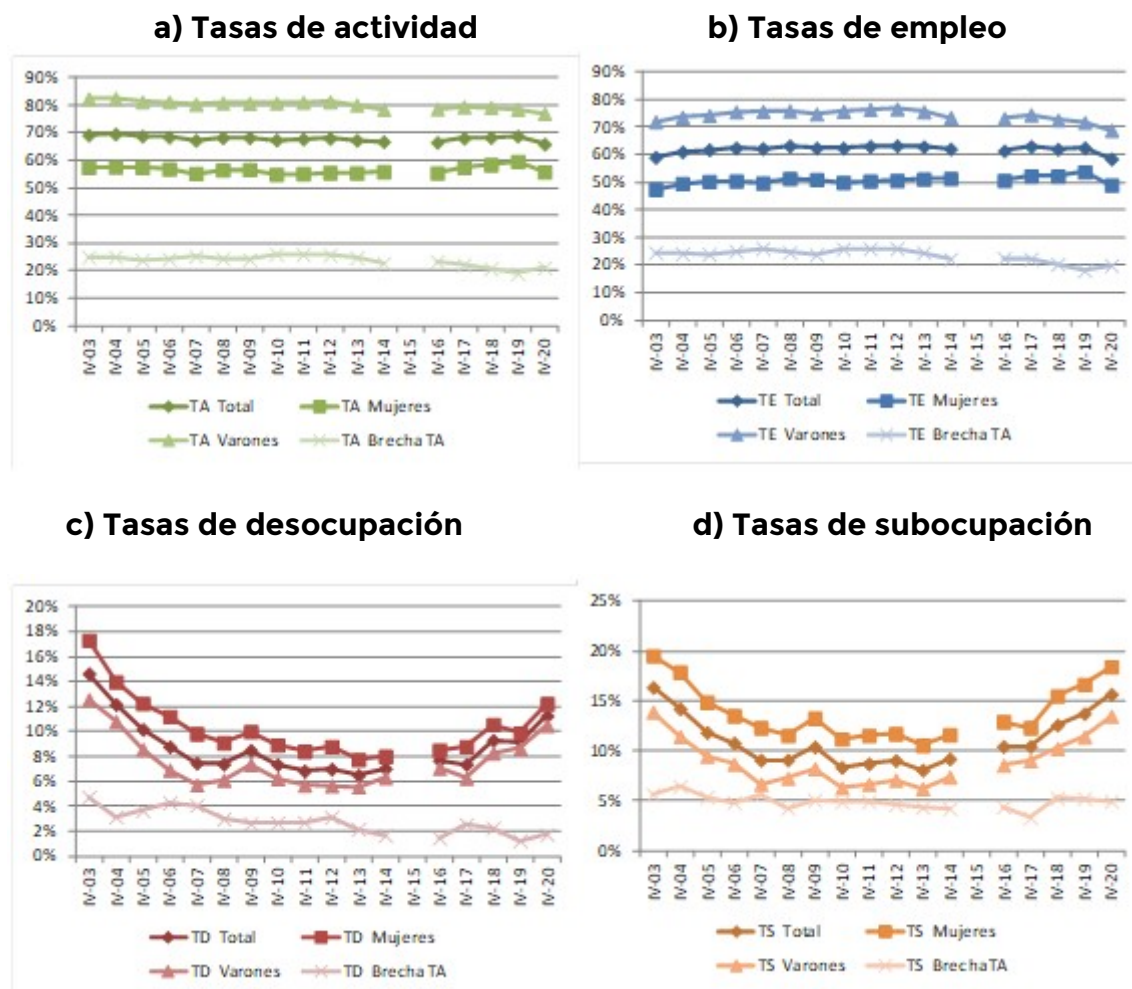 a) Tasas de actividad
90%
80%
70%
60%
50%
40%
30%
20%
10%
0%
IV-03
IV-04
IV-05
IV-06
IV-07
IV-08
IV-09
IV-10
IV-11
IV-12
IV-13
IV-14
IV-15
IV-16
IV-17
IV-18
IV-19
IV-20
TA Total
TA Mujeres
TA Varones
TA Brecha TA
b) Tasas de empleo
90%
80%
70%
60%
50%
40%
30%
20%
10%
0%
IV-03
IV-04
IV-05
IV-06
IV-07
IV-08
IV-09
IV-10
IV-11
IV-12
IV-13
IV-14
IV-15
IV-16
IV-17
IV-18
IV-19
IV-20
TE Total
TE Mujeres
TE Varones
TE Brecha TA
c) Tasas de desocupación
20%
18%
16%
14%
12%
10%
8%
6%
4%
2%
0%
IV-03
IV-04
IV-05
IV-06
IV-07
IV-08
IV-09
IV-10
IV-11
IV-12
IV-13
IV-14
IV-15
IV-16
IV-17
IV-18
IV-19
IV-20
TD Total
TD Mujeres
TD Varones
TD Brecha TA
d) Tasas de subocupación
25%
20%
15%
10%
5%
0%
IV-03
IV-04
IV-05
IV-06
IV-07
IV-08
IV-09
IV-10
IV-11
IV-12
IV-13
IV-14
IV-15
IV-16
IV-17
IV-18
IV-19
IV-20
TS Total
TS Mujeres
TS Varones
TS Brecha TA